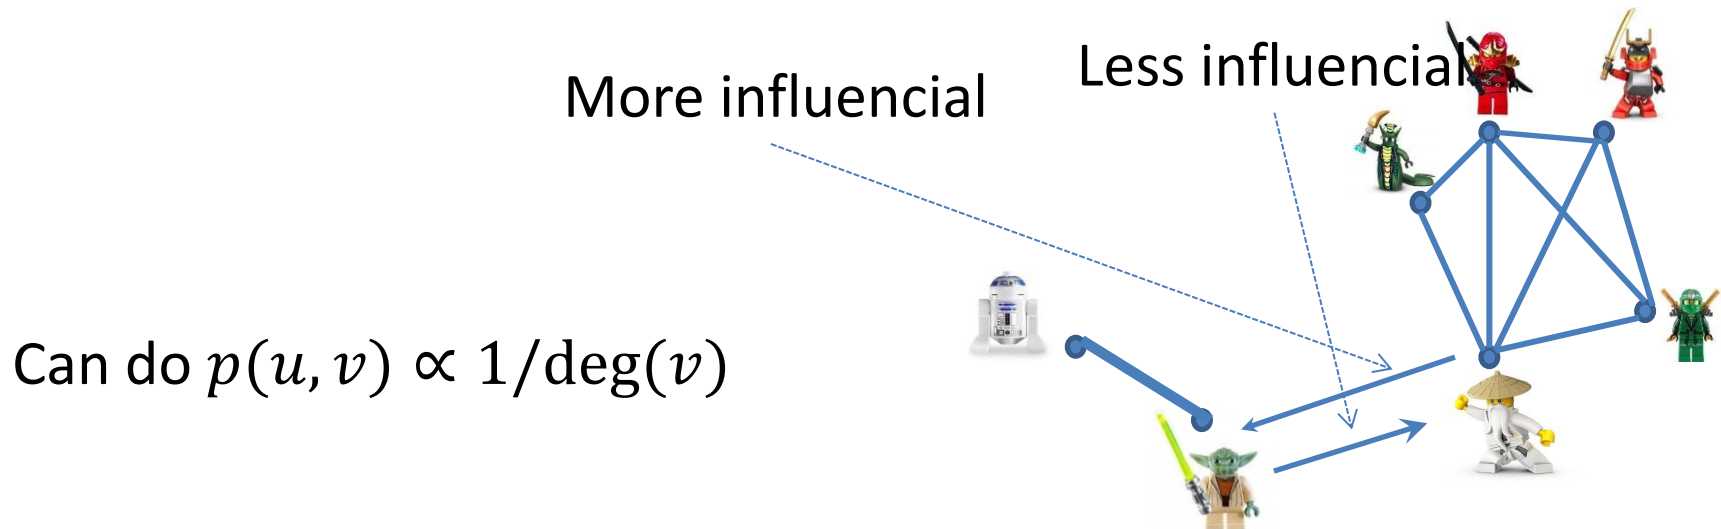 More influencial
Less influencial
Can do 𝑝(𝑢, 𝑣) ∝ 1/deg(𝑣)